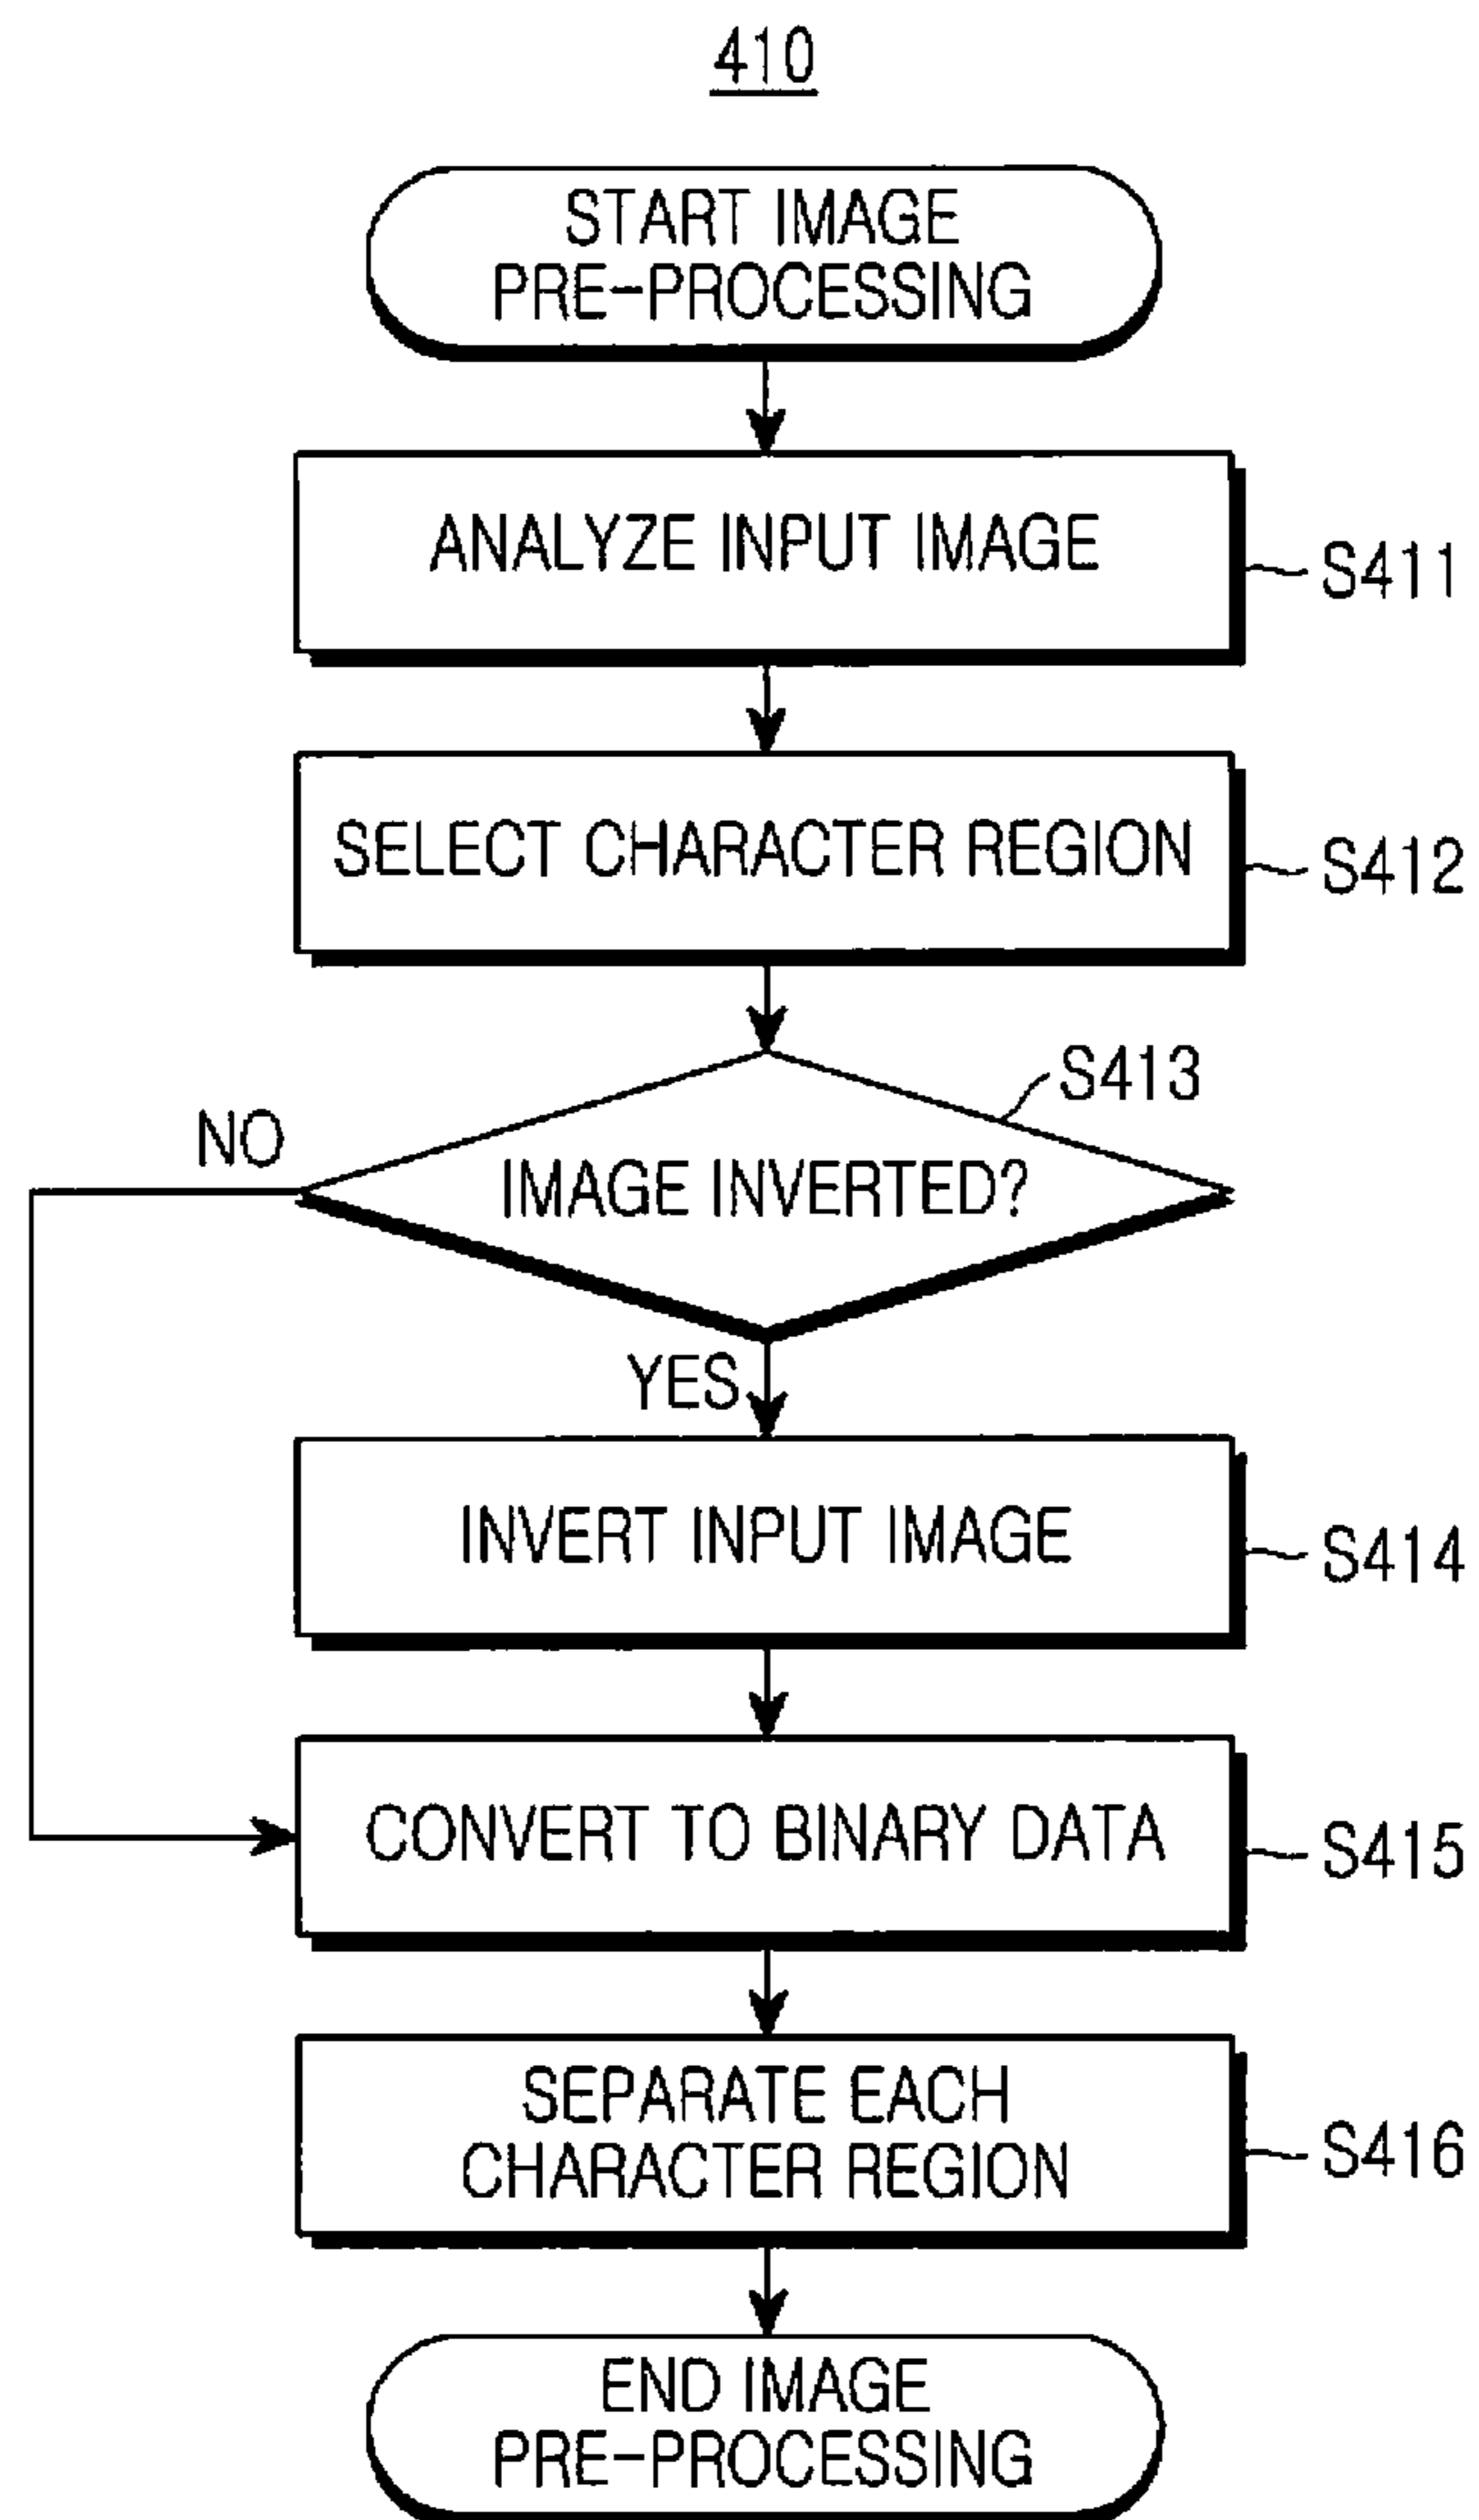 410
START IMAGE
PRE-PROCESSING
ANALYZE INPUT IMAGE
S411
SELECT CHARACTER REGION
S412
S413
NO
IMAGE INVERTED?
YES
INVERT INPUT IMAGE
S414
CONVERT TO BINARY DATA
S415
SEPARATE EACH
CHARACTER REGION
S416
END IMAGE
PRE-PROCESSING